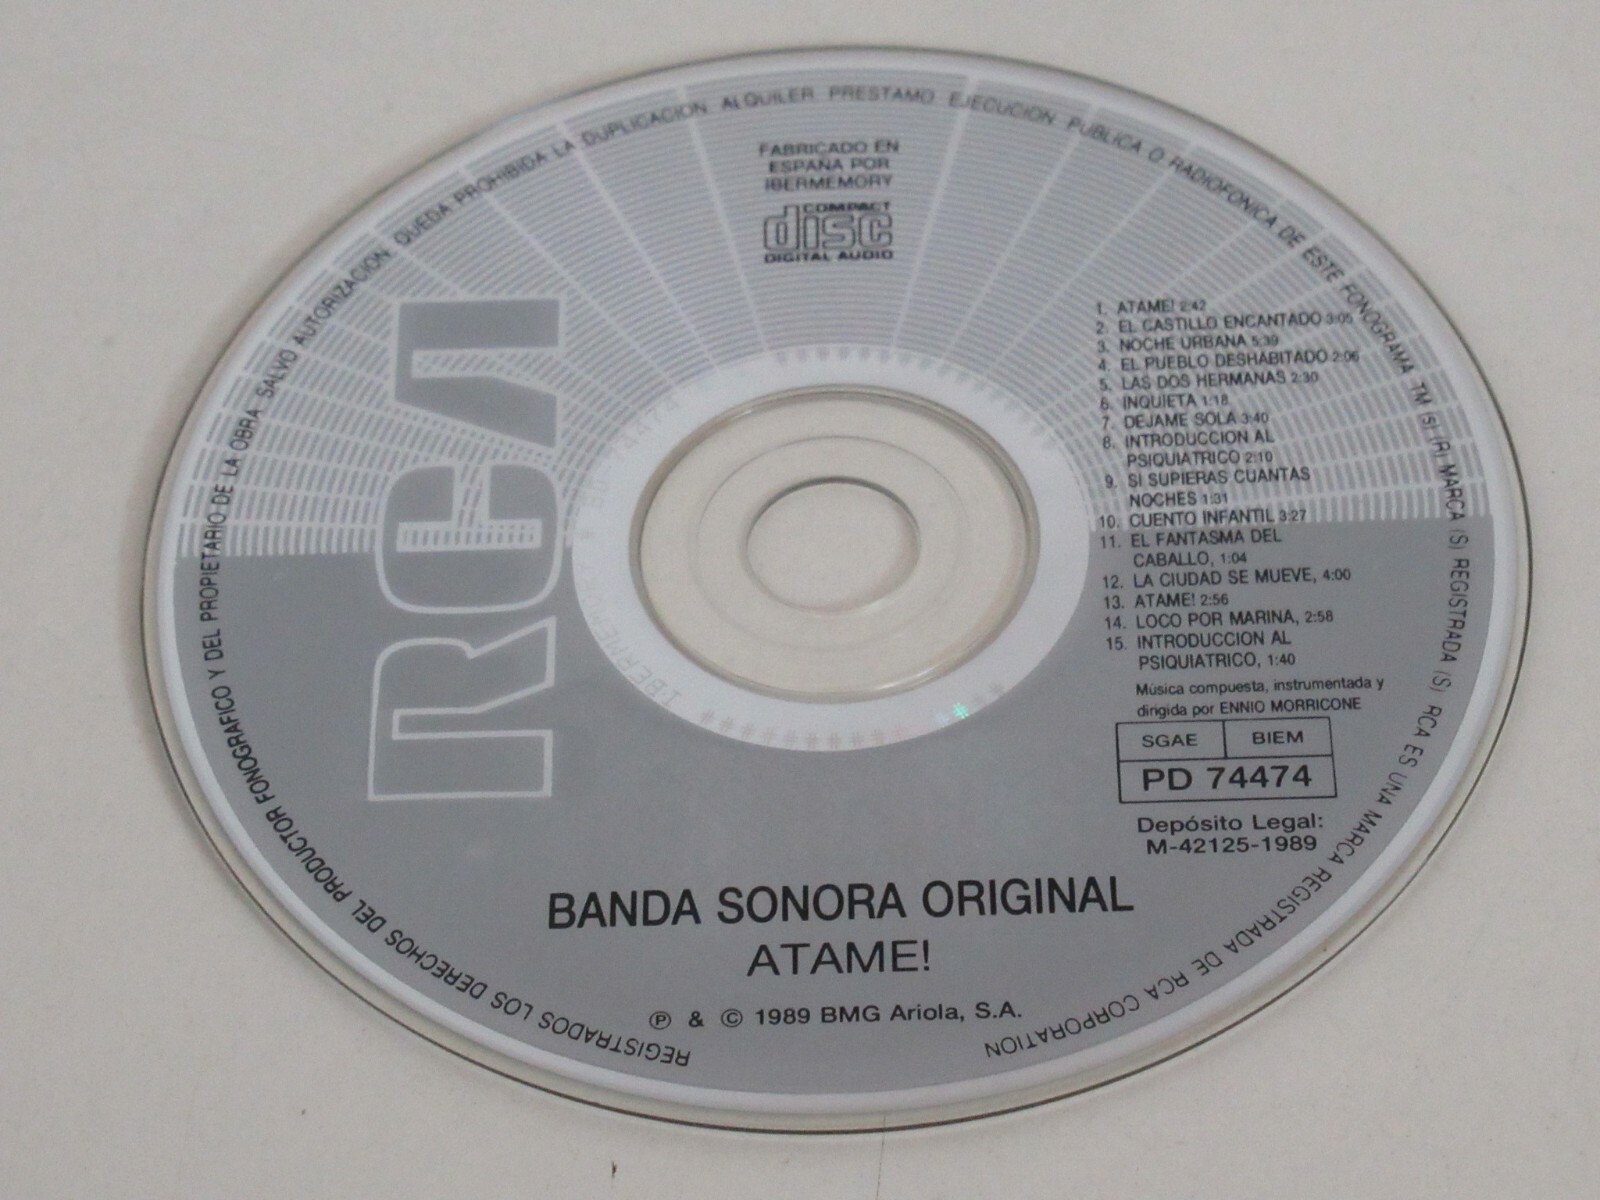 REGISTRADOS LOS DERECHOS DEL PRODUCTOR FONOGRAFICO Y DEL PROPIETARIO DE LA OBRA. SALVO AUTORIZACION QUEDA PROHIBIDA LA DUPLICACION ALQUILER PRESTAMO EJECUCION PUBLICA O RADIOFONICA DE ESTE FONOGRAMA TM (S) (R) MARCA (S) REGISTRADA (S) RCA ES UNA MARCA REGISTRADA DE RCA CORPORATION
FABRICADO EN
ESPAÑA POR
IBERMEMORY
COMPACT
disc
DIGITAL AUDIO
RCA
1. ATAME! 2:42
2. EL CASTILLO ENCANTADO 3:05
3. NOCHE URBANA 5:39
4. EL PUEBLO DESHABITADO 2:06
5. LAS DOS HERMANAS 2:30
6. INQUIETA 1:18
7. DEJAME SOLA 3:40
8. INTRODUCCION AL
PSIQUIATRICO 2:10
9. SI SUPIERAS CUANTAS
NOCHES 1:31
10. CUENTO INFANTIL 3:27
11. EL FANTASMA DEL
CABALLO, 1:04
12. LA CIUDAD SE MUEVE, 4:00
13. ATAME! 2:56
14. LOCO POR MARINA, 2:58
15. INTRODUCCION AL
PSIQUIATRICO, 1:40
Música compuesta, instrumentada y
dirigida por ENNIO MORRICONE
SGAE BIEM
PD 74474
Depósito Legal:
M-42125-1989
BANDA SONORA ORIGINAL
ATAME!
℗ & © 1989 BMG Ariola, S.A.